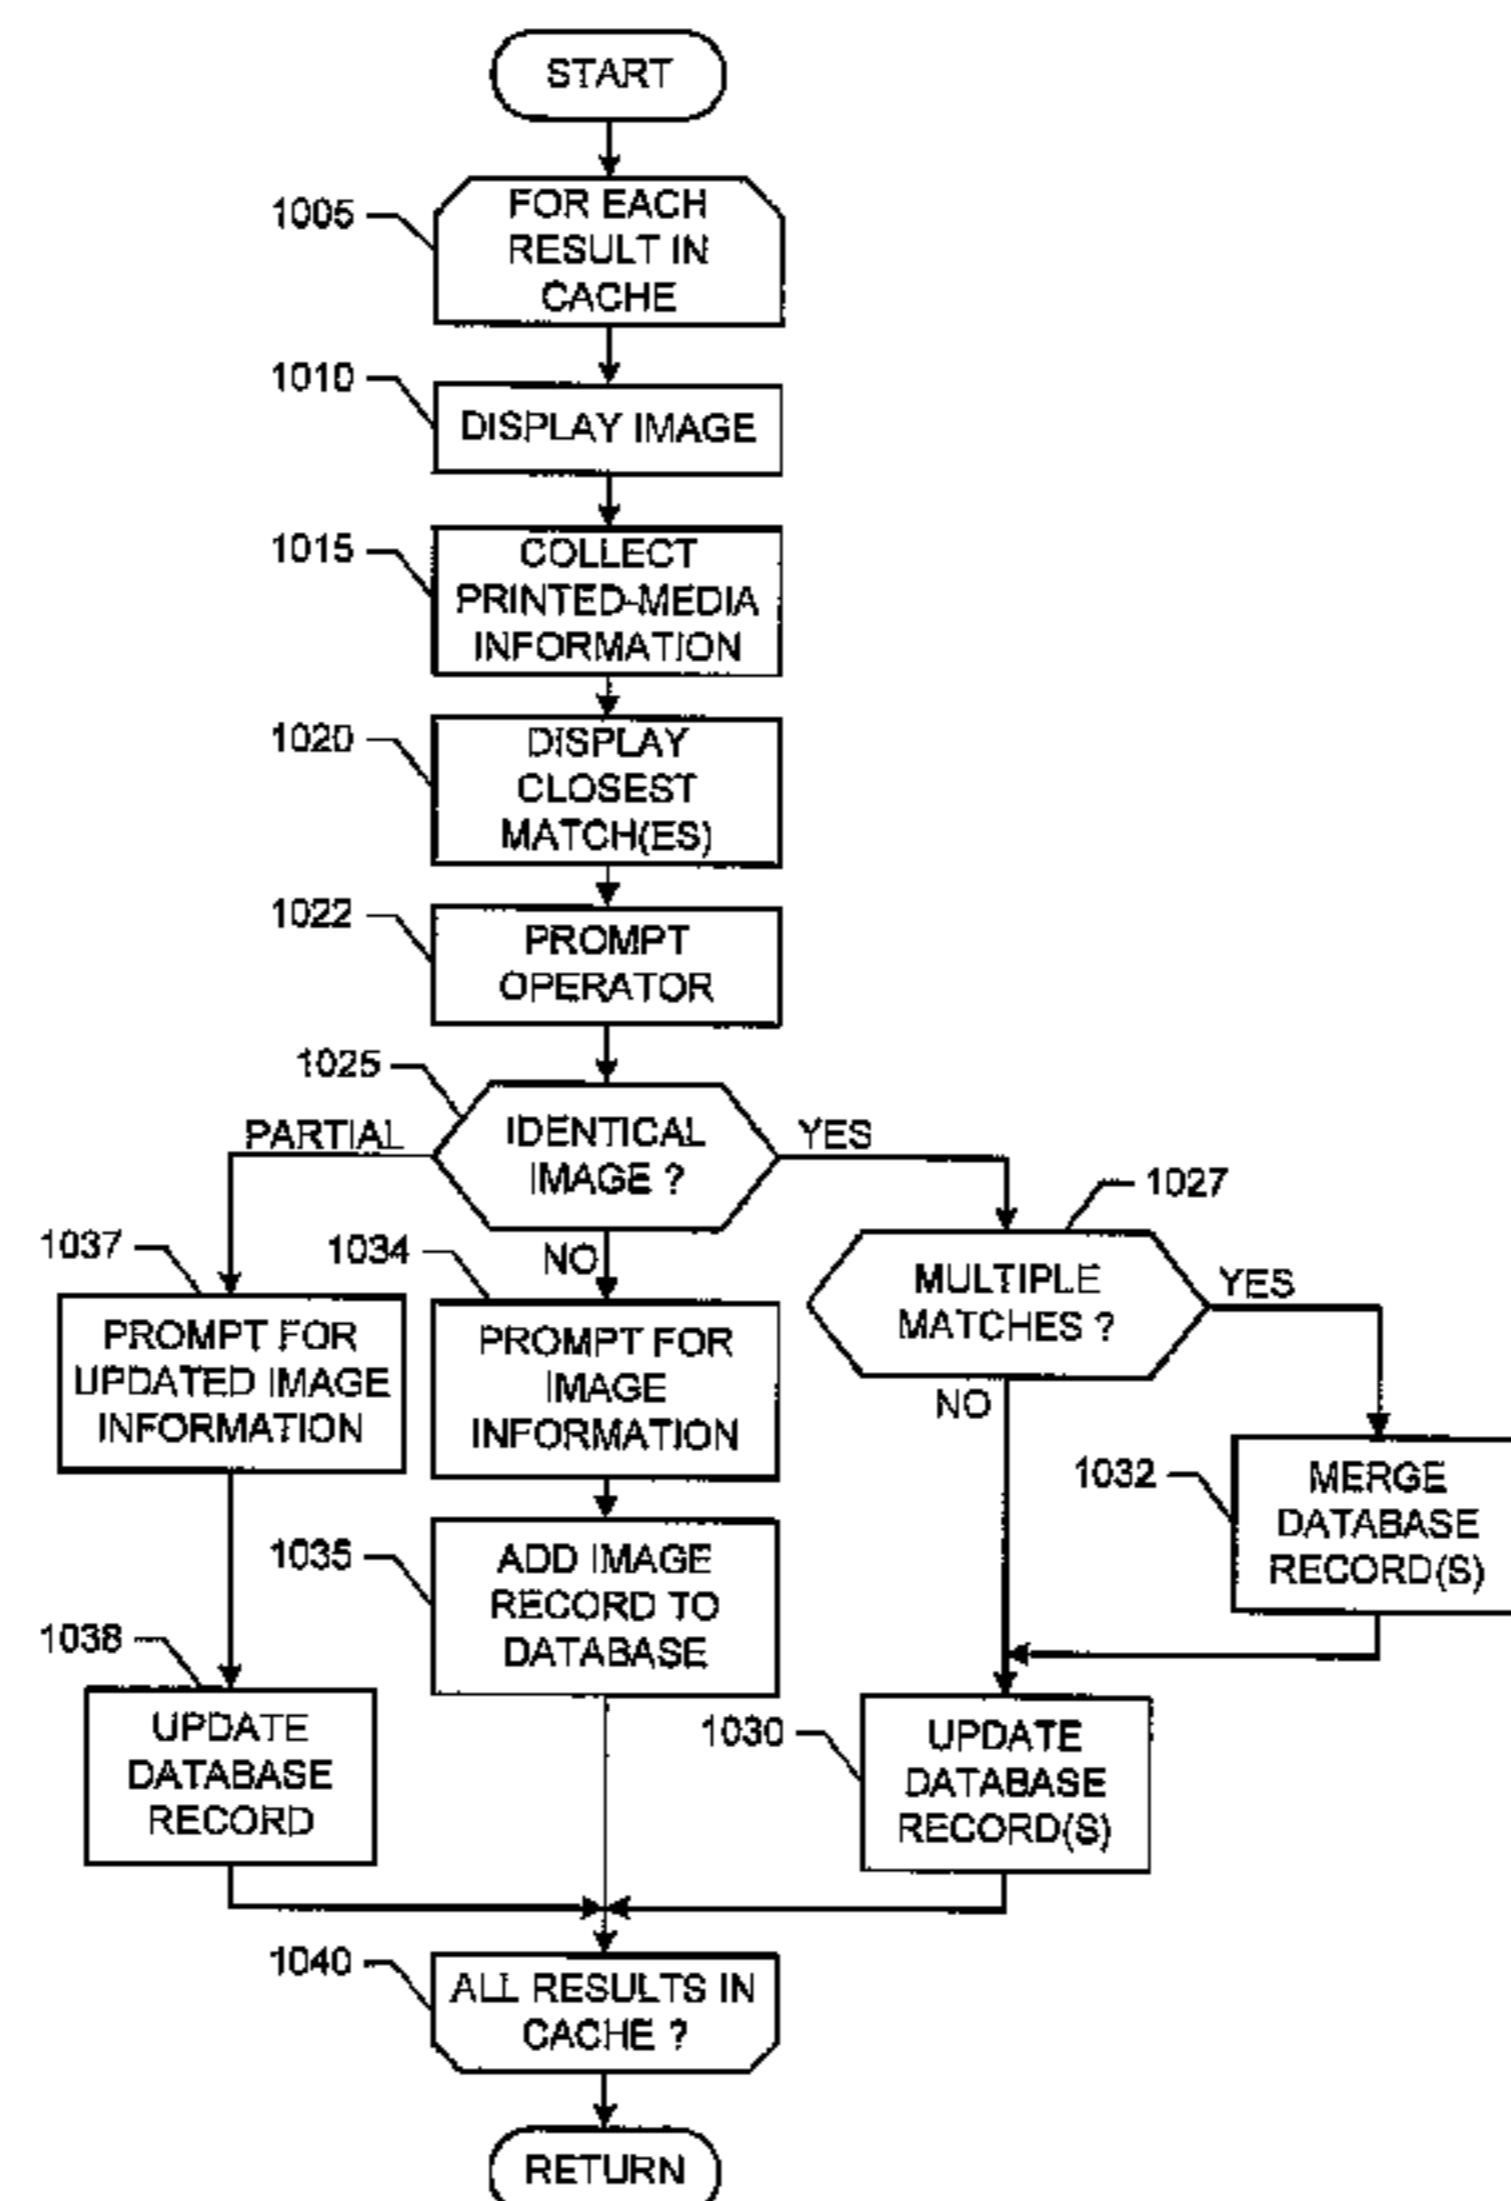 START
1005
FOR EACH
RESULT IN
CACHE
1010
DISPLAY IMAGE
1015
COLLECT
PRINTED-MEDIA
INFORMATION
1020
DISPLAY
CLOSEST
MATCH(ES)
1022
PROMPT
OPERATOR
1025
PARTIAL
IDENTICAL
IMAGE ?
YES
1027
1037
1034
NO
MULTIPLE
MATCHES ?
YES
NO
PROMPT FOR
UPDATED IMAGE
INFORMATION
PROMPT FOR
IMAGE
INFORMATION
1032
MERGE
DATABASE
RECORD(S)
1035
ADD IMAGE
RECORD TO
DATABASE
1038
UPDATE
DATABASE
RECORD
1030
UPDATE
DATABASE
RECORD(S)
1040
ALL RESULTS IN
CACHE ?
RETURN